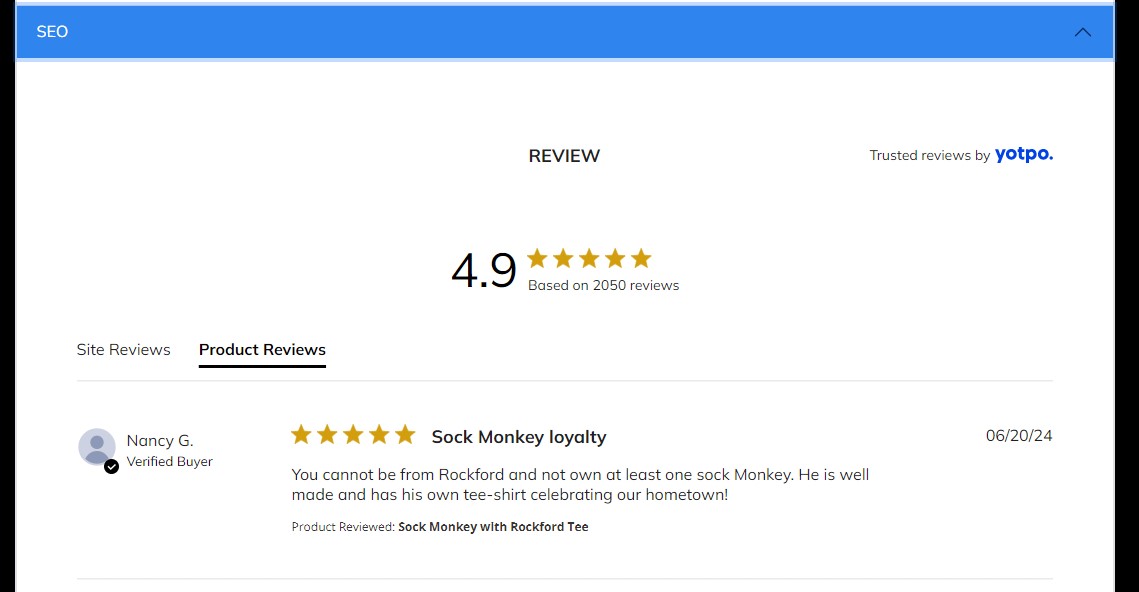 SEO
REVIEW
Trusted reviews by yotpo.
4.9
Based on 2050 reviews
Site Reviews
Product Reviews
Nancy G.
Verified Buyer
Sock Monkey loyalty
06/20/24
You cannot be from Rockford and not own at least one sock Monkey. He is well
made and has his own tee-shirt celebrating our hometown!
Product Reviewed: Sock Monkey with Rockford Tee